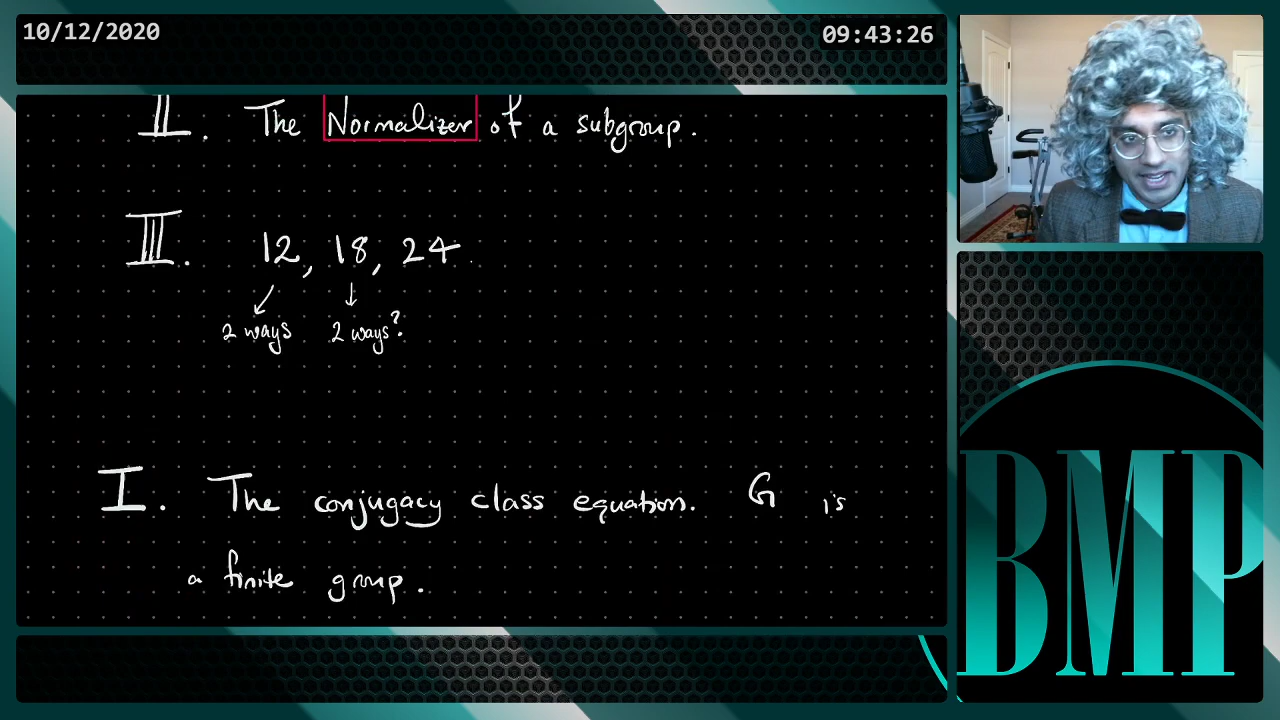 10/12/2020
09:43:26
II. The Normalizer of a subgroup.
III. 12, 18, 24.
2 ways 2 ways?
I. The conjugacy class equation. G is
a finite group.
BMP